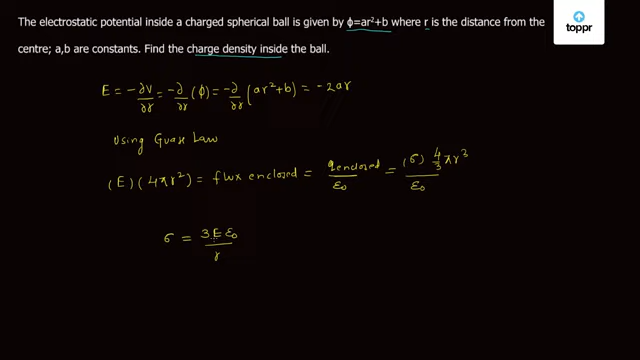 The electrostatic potential inside a charged spherical ball is given by ϕ=ar²+b where r is the distance from the
centre; a,b are constants. Find the charge density inside the ball.
toppr
E = -∂V/∂r = -∂/∂r (ϕ) = -∂/∂r (ar²+b) = -2ar
Using Guass Law
(E)(4πr²) = flux enclosed = qenclosed/ε₀ = (σ) 4/3 πr³/ε₀
σ = 3Eε₀/r